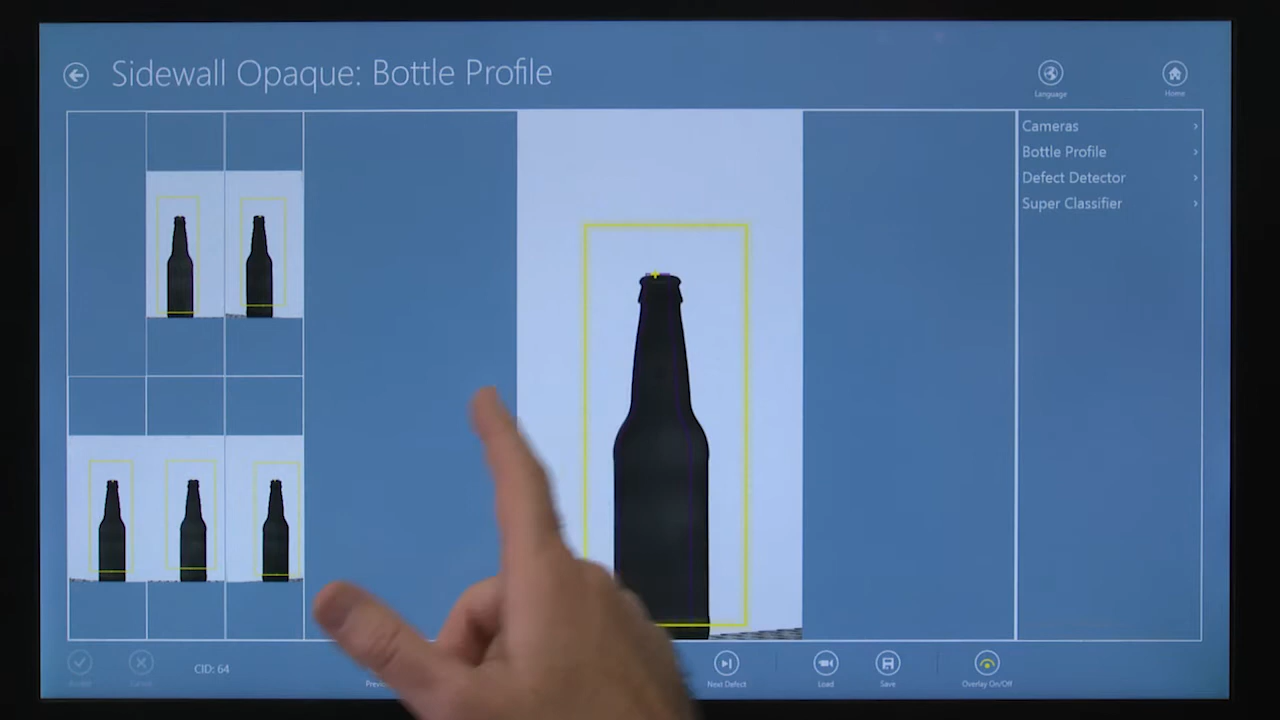 Sidewall Opaque: Bottle Profile
Language
Home
Cameras
Bottle Profile
Defect Detector
Super Classifier
CID: 64
Next Defect
Load
Save
Overlay On/Off